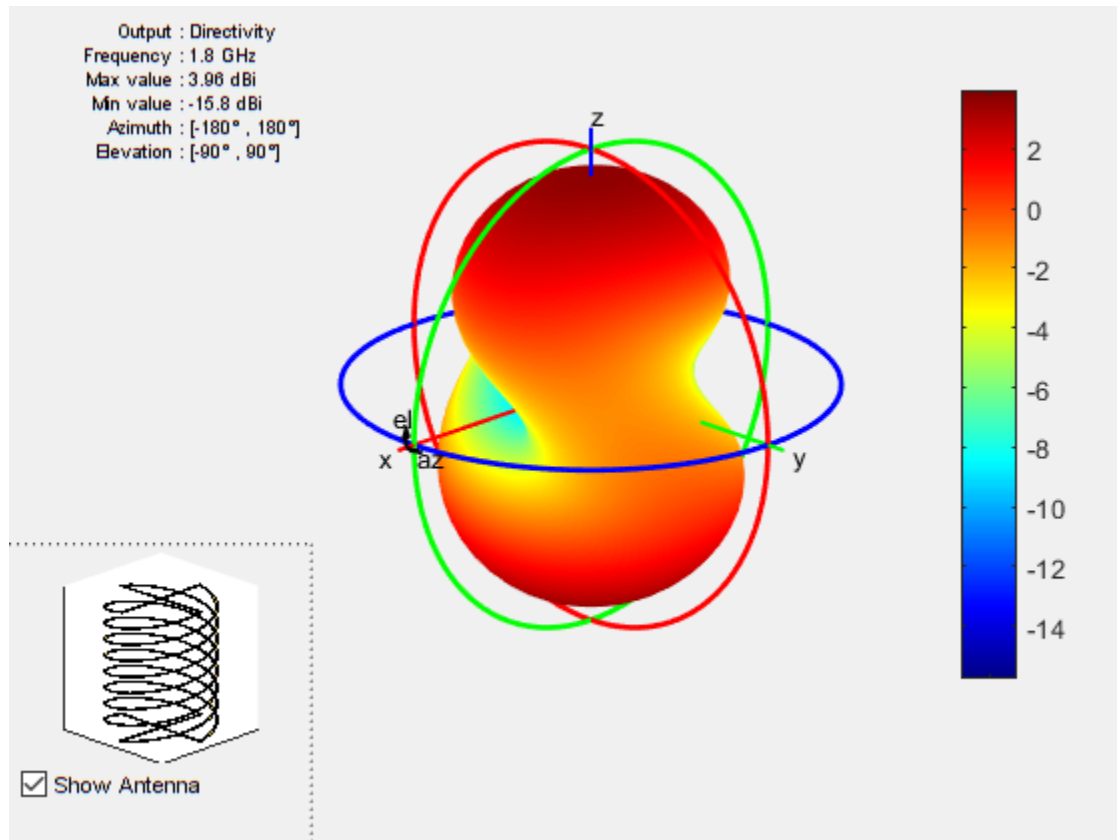 Output : Directivity
Frequency : 1.8 GHz
Max value : 3.96 dBi
Min value : -15.8 dBi
Azimuth : [-180° , 180°]
Elevation : [-90° , 90°]
z
2
0
-2
-4
-6
-8
-10
-12
-14
el
x
az
y
Show Antenna